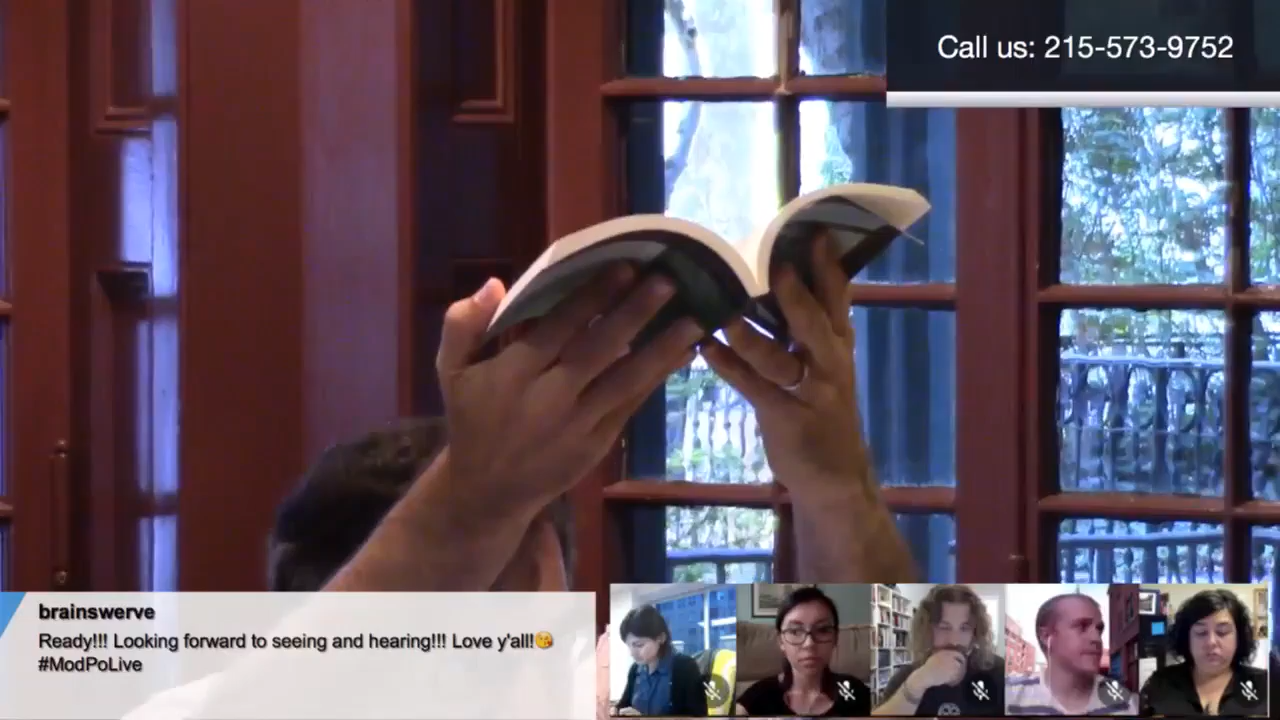 Call us: 215-573-9752
brainswerve
Ready!!! Looking forward to seeing and hearing!!! Love y'all!😘
#ModPoLive